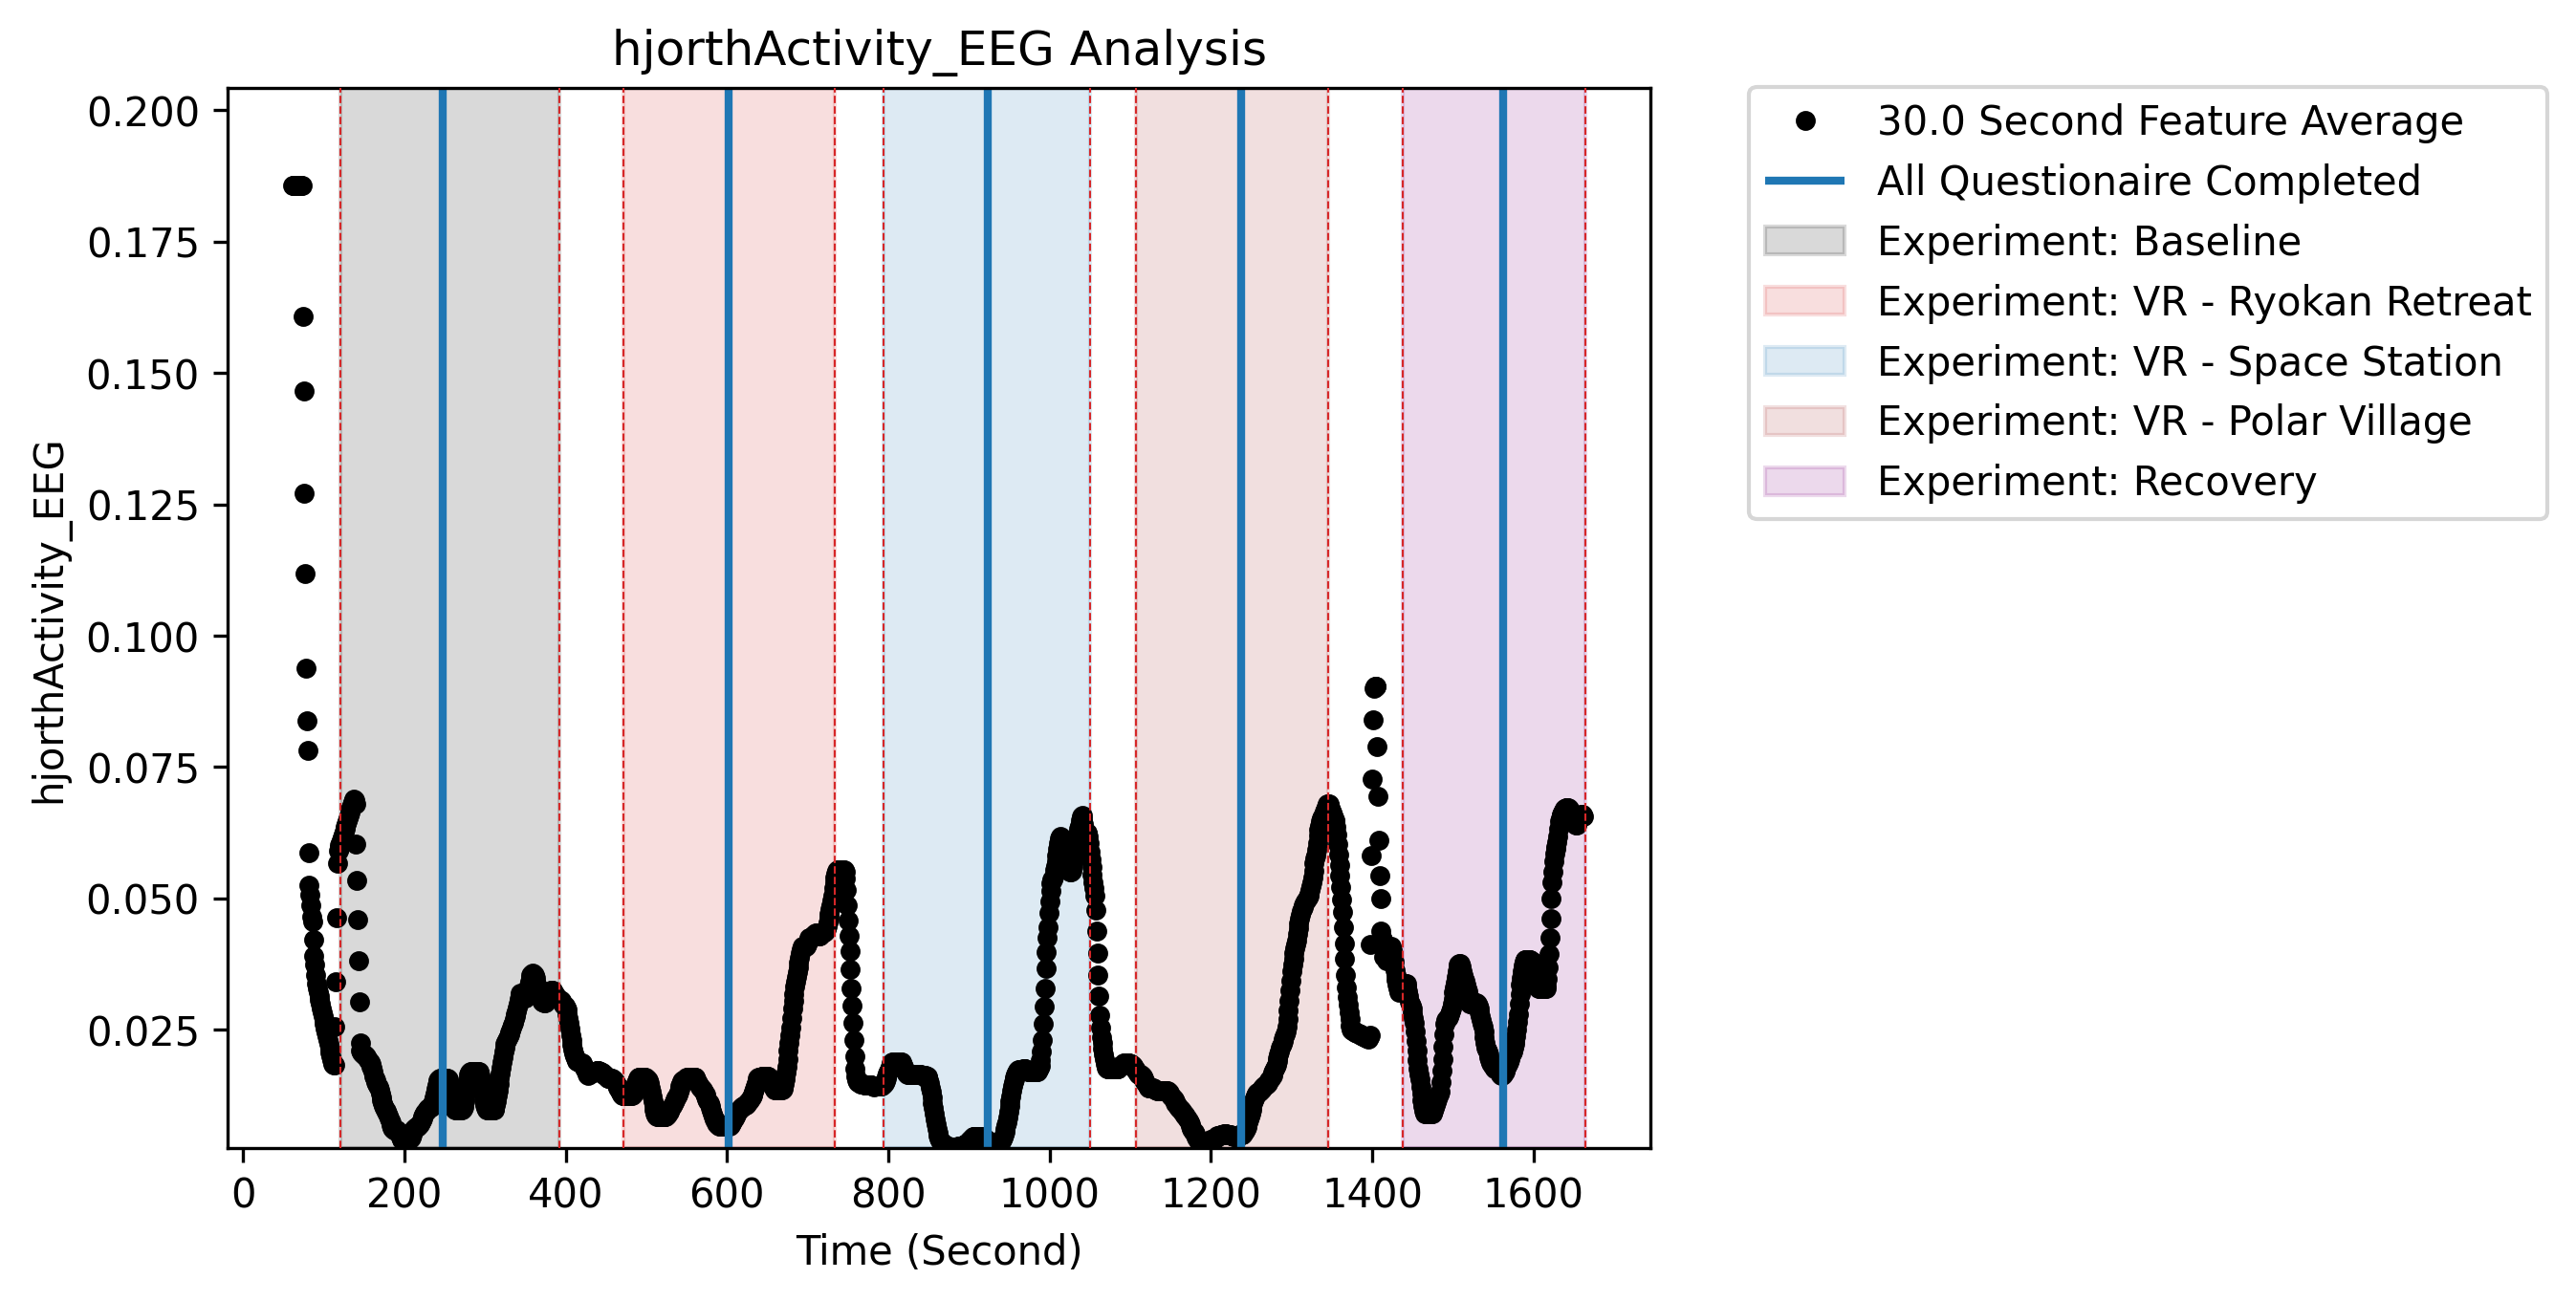 hjorthActivity_EEG Analysis
hjorthActivity_EEG
0.200
0.175
0.150
0.125
0.100
0.075
0.050
0.025
0 200 400 600 800 1000 1200 1400 1600
Time (Second)
30.0 Second Feature Average
All Questionaire Completed
Experiment: Baseline
Experiment: VR - Ryokan Retreat
Experiment: VR - Space Station
Experiment: VR - Polar Village
Experiment: Recovery